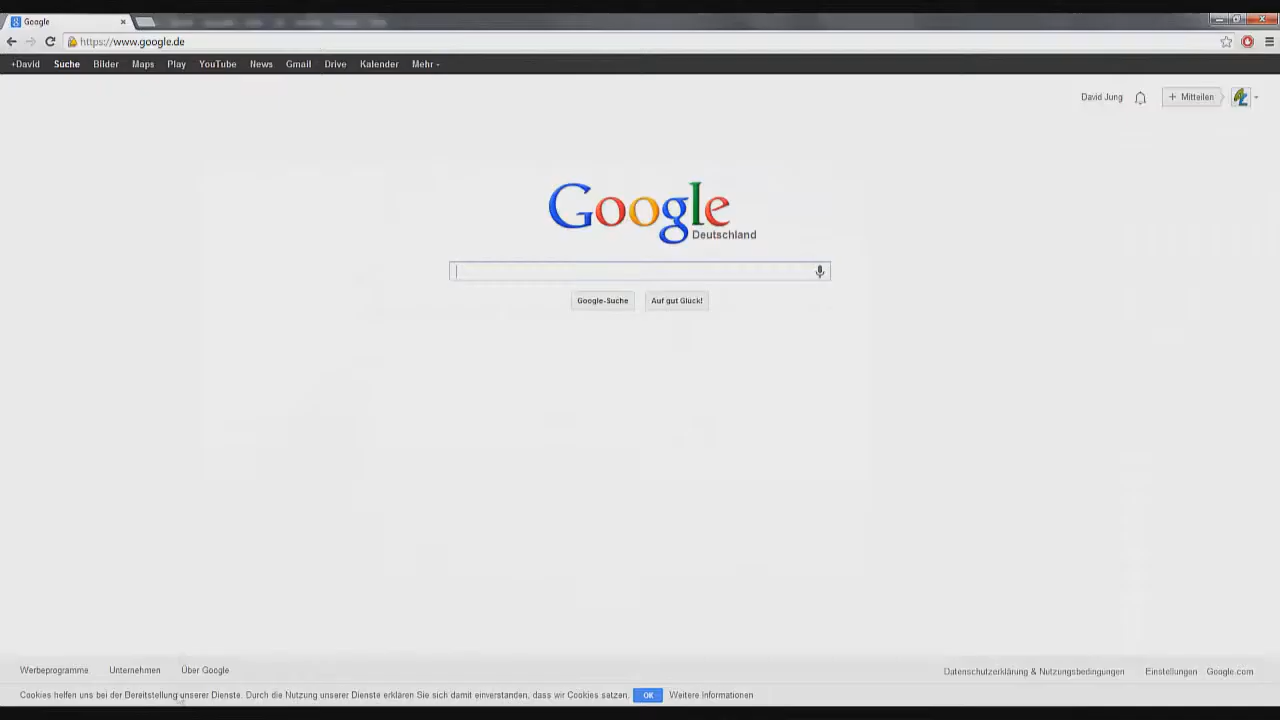 Google
https://www.google.de
+David Suche Bilder Maps Play YouTube News Gmail Drive Kalender Mehr
David Jung + Mitteilen
Google
Deutschland
Google-Suche Auf gut Glück!
Werbeprogramme Unternehmen Über Google Datenschutzerklärung & Nutzungsbedingungen Einstellungen Google.com
Cookies helfen uns bei der Bereitstellung unserer Dienste. Durch die Nutzung unserer Dienste erklären Sie sich damit einverstanden, dass wir Cookies setzen. OK Weitere Informationen